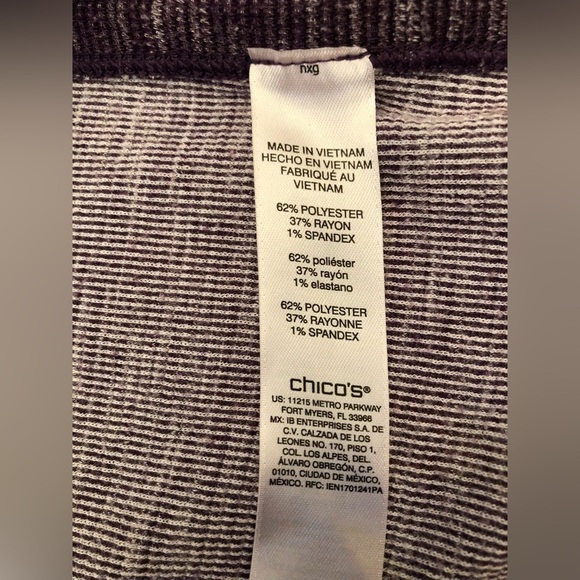 nxg
MADE IN VIETNAM
HECHO EN VIETNAM
FABRIQUÉ AU
VIETNAM
62% POLYESTER
37% RAYON
1% SPANDEX
62% poliéster
37% rayón
1% elastano
62% POLYESTER
37% RAYONNE
1% SPANDEX
chico's®
US: 11215 METRO PARKWAY
FORT MYERS, FL 33966
MX: IB ENTERPRISES S.A. DE
C.V. CALZADA DE LOS
LEONES NO. 170, PISO 1,
COL. LOS ALPES, DEL.
ÁLVARO OBREGÓN, C.P.
01010, CIUDAD DE MÉXICO,
MÉXICO. RFC: IEN1701241PA